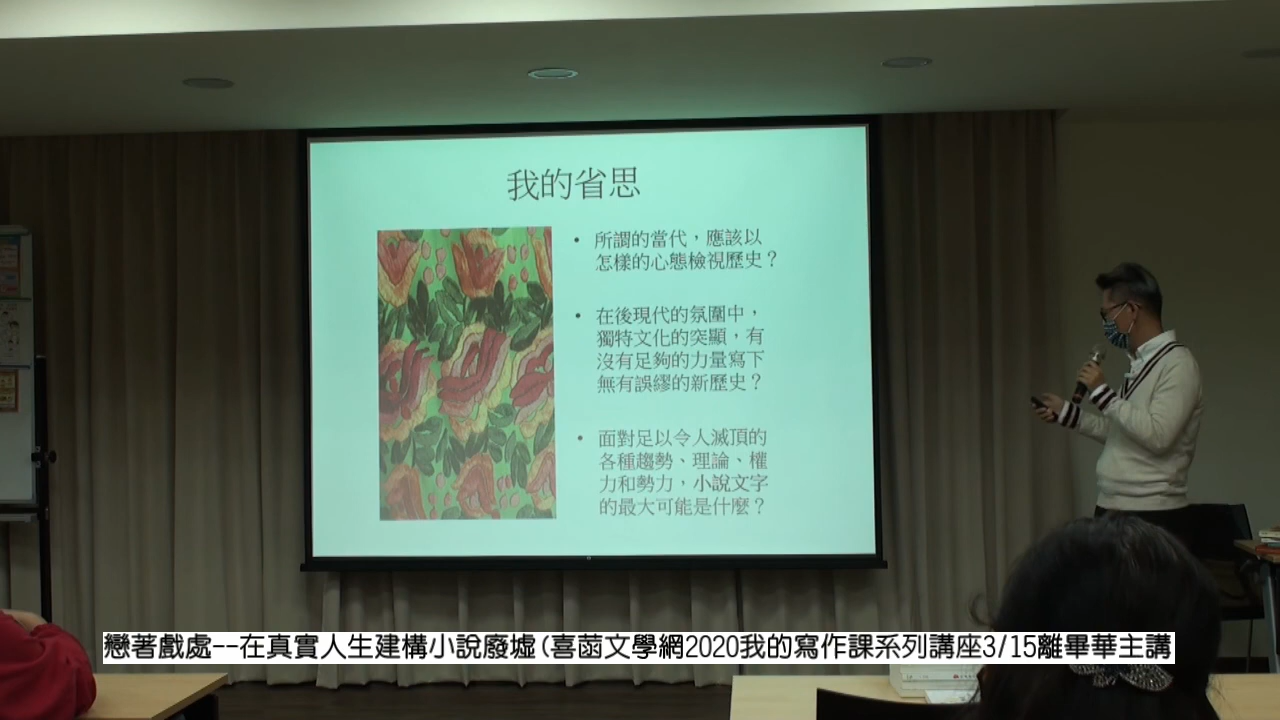 我的省思
• 所謂的當代，應該以
怎樣的心態檢視歷史？
• 在後現代的氛圍中，
獨特文化的突顯，有
沒有足夠的力量寫下
無有誤繆的新歷史？
• 面對足以令人滅頂的
各種趨勢、理論、權
力和勢力，小說文字
的最大可能是什麼？
戀著戲處--在真實人生建構小說廢墟(喜菡文學網2020我的寫作課系列講座3/15離畢華主講